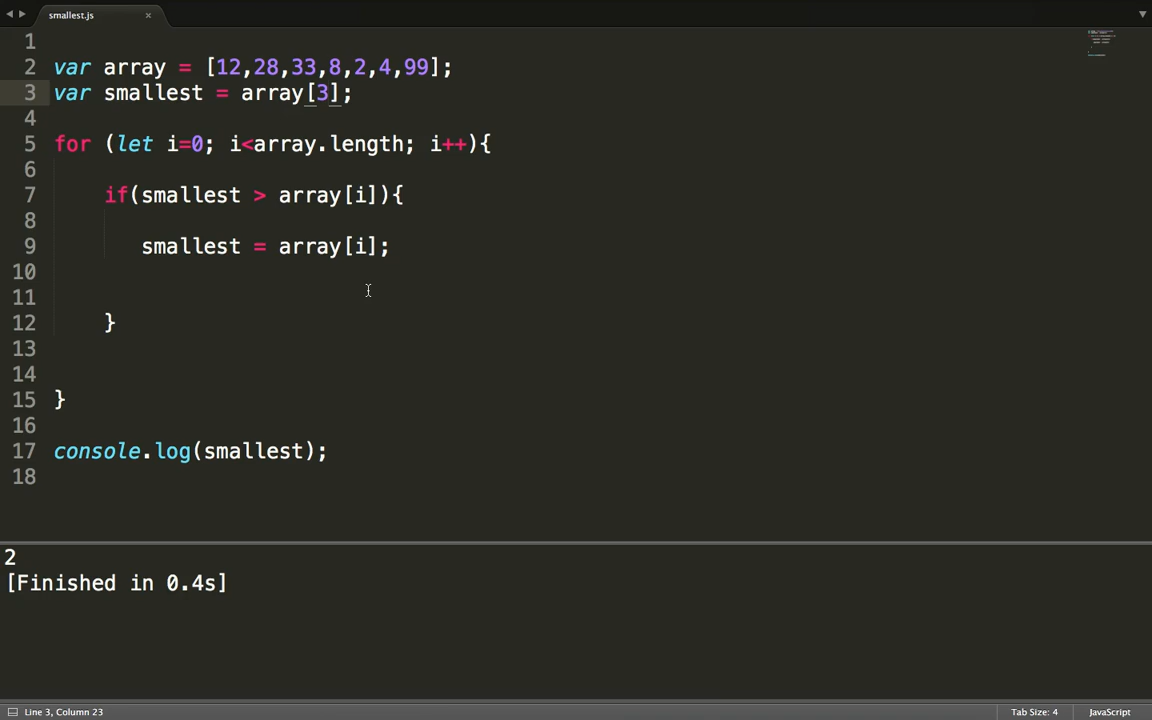 smallest.js ×
1
2 var array = [12,28,33,8,2,4,99];
3 var smallest = array[3];
4
5 for (let i=0; i<array.length; i++){
6
7 if(smallest > array[i]){
8
9 smallest = array[i];
10
11
12 }
13
14
15 }
16
17 console.log(smallest);
18
2
[Finished in 0.4s]
Line 3, Column 23 Tab Size: 4 JavaScript